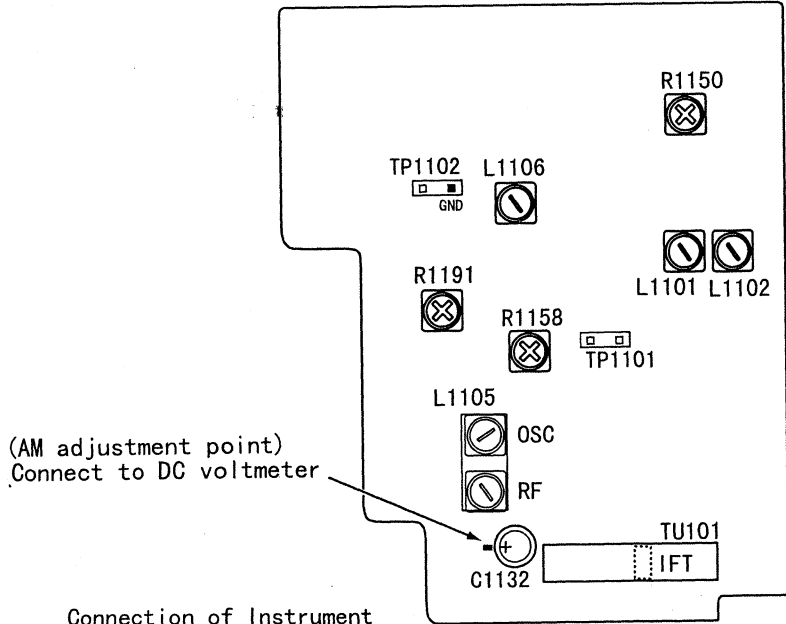 R1150
TP1102
L1106
GND
L1101
L1102
R1191
R1158
TP1101
L1105
OSC
RF
(AM adjustment point)
Connect to DC voltmeter
TU101
IFT
C1132
Connection of Instrument